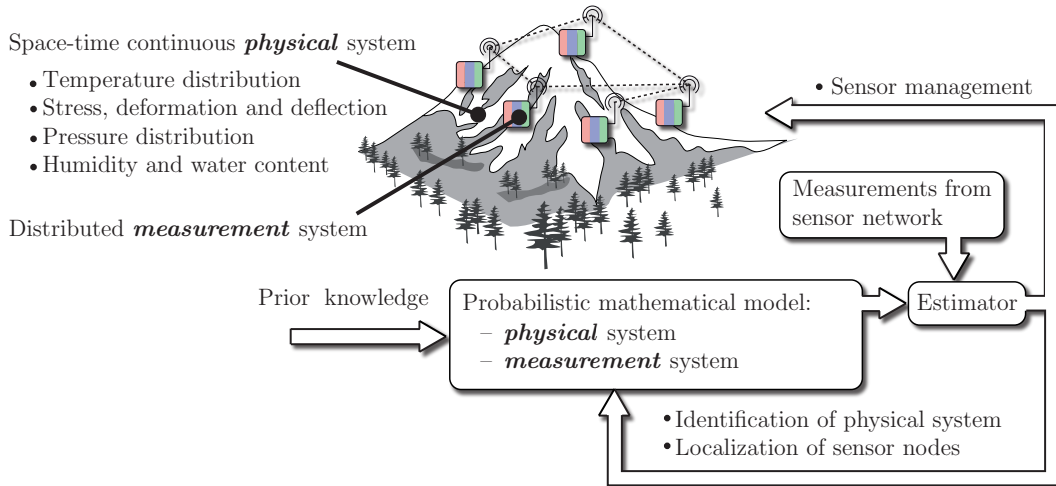 Space-time continuous physical system
• Temperature distribution
• Stress, deformation and deflection
• Pressure distribution
• Humidity and water content
Distributed measurement system
• Sensor management
Measurements from
sensor network
Prior knowledge
Probabilistic mathematical model:
– physical system
– measurement system
Estimator
• Identification of physical system
• Localization of sensor nodes